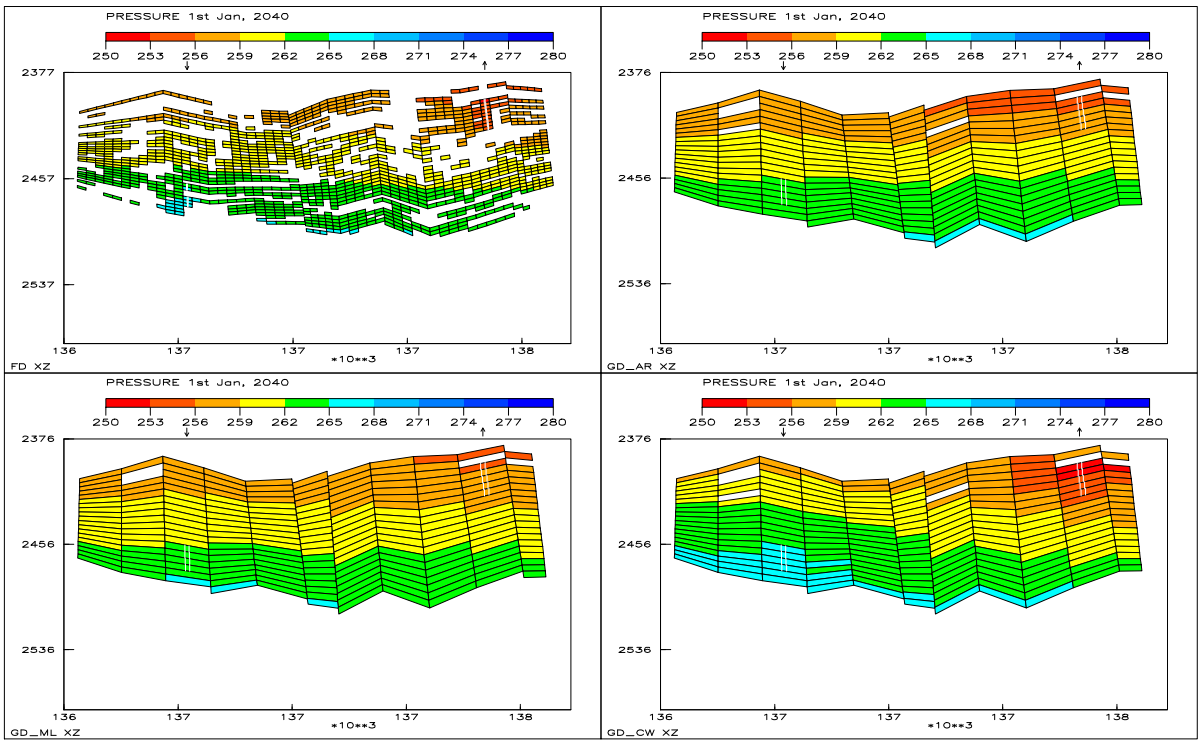 PRESSURE 1st Jan, 2040
250 253 256 259 262 265 268 271 274 277 280
2377
2457
2537
136 137 137 137 138
*10**3
FD XZ
PRESSURE 1st Jan, 2040
250 253 256 259 262 265 268 271 274 277 280
2376
2456
2536
136 137 137 137 138
*10**3
GD_AR XZ
PRESSURE 1st Jan, 2040
250 253 256 259 262 265 268 271 274 277 280
2376
2456
2536
136 137 137 137 138
*10**3
GD_ML XZ
PRESSURE 1st Jan, 2040
250 253 256 259 262 265 268 271 274 277 280
2376
2456
2536
136 137 137 137 138
*10**3
GD_CW XZ